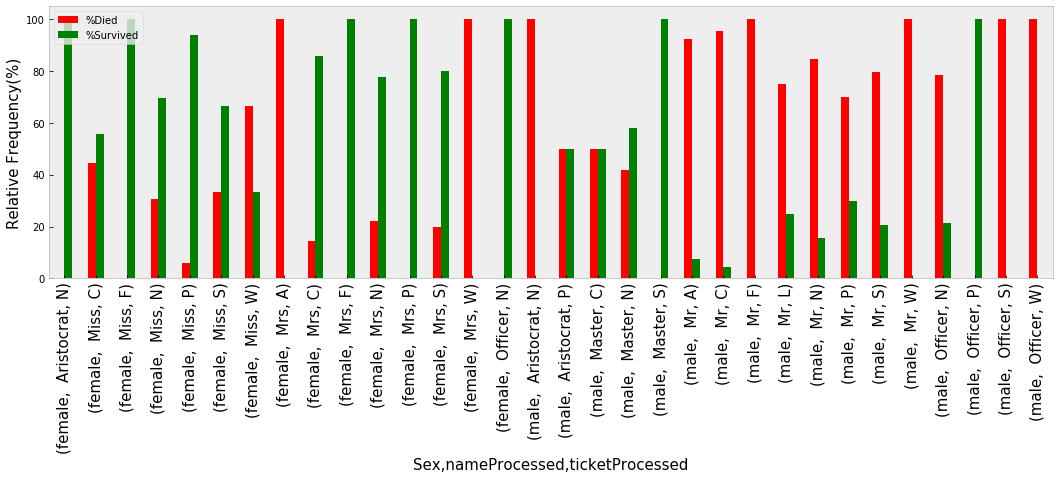 %Died
%Survived
Relative Frequency(%)
100
80
60
40
20
0
(female,  Aristocrat, N)
(female,  Miss, C)
(female,  Miss, F)
(female,  Miss, N)
(female,  Miss, P)
(female,  Miss, S)
(female,  Miss, W)
(female,  Mrs, A)
(female,  Mrs, C)
(female,  Mrs, F)
(female,  Mrs, N)
(female,  Mrs, P)
(female,  Mrs, S)
(female,  Mrs, W)
(female,  Officer, N)
(male,  Aristocrat, N)
(male,  Aristocrat, P)
(male,  Master, C)
(male,  Master, N)
(male,  Master, S)
(male,  Mr, A)
(male,  Mr, C)
(male,  Mr, F)
(male,  Mr, L)
(male,  Mr, N)
(male,  Mr, P)
(male,  Mr, S)
(male,  Mr, W)
(male,  Officer, N)
(male,  Officer, P)
(male,  Officer, S)
(male,  Officer, W)
Sex,nameProcessed,ticketProcessed